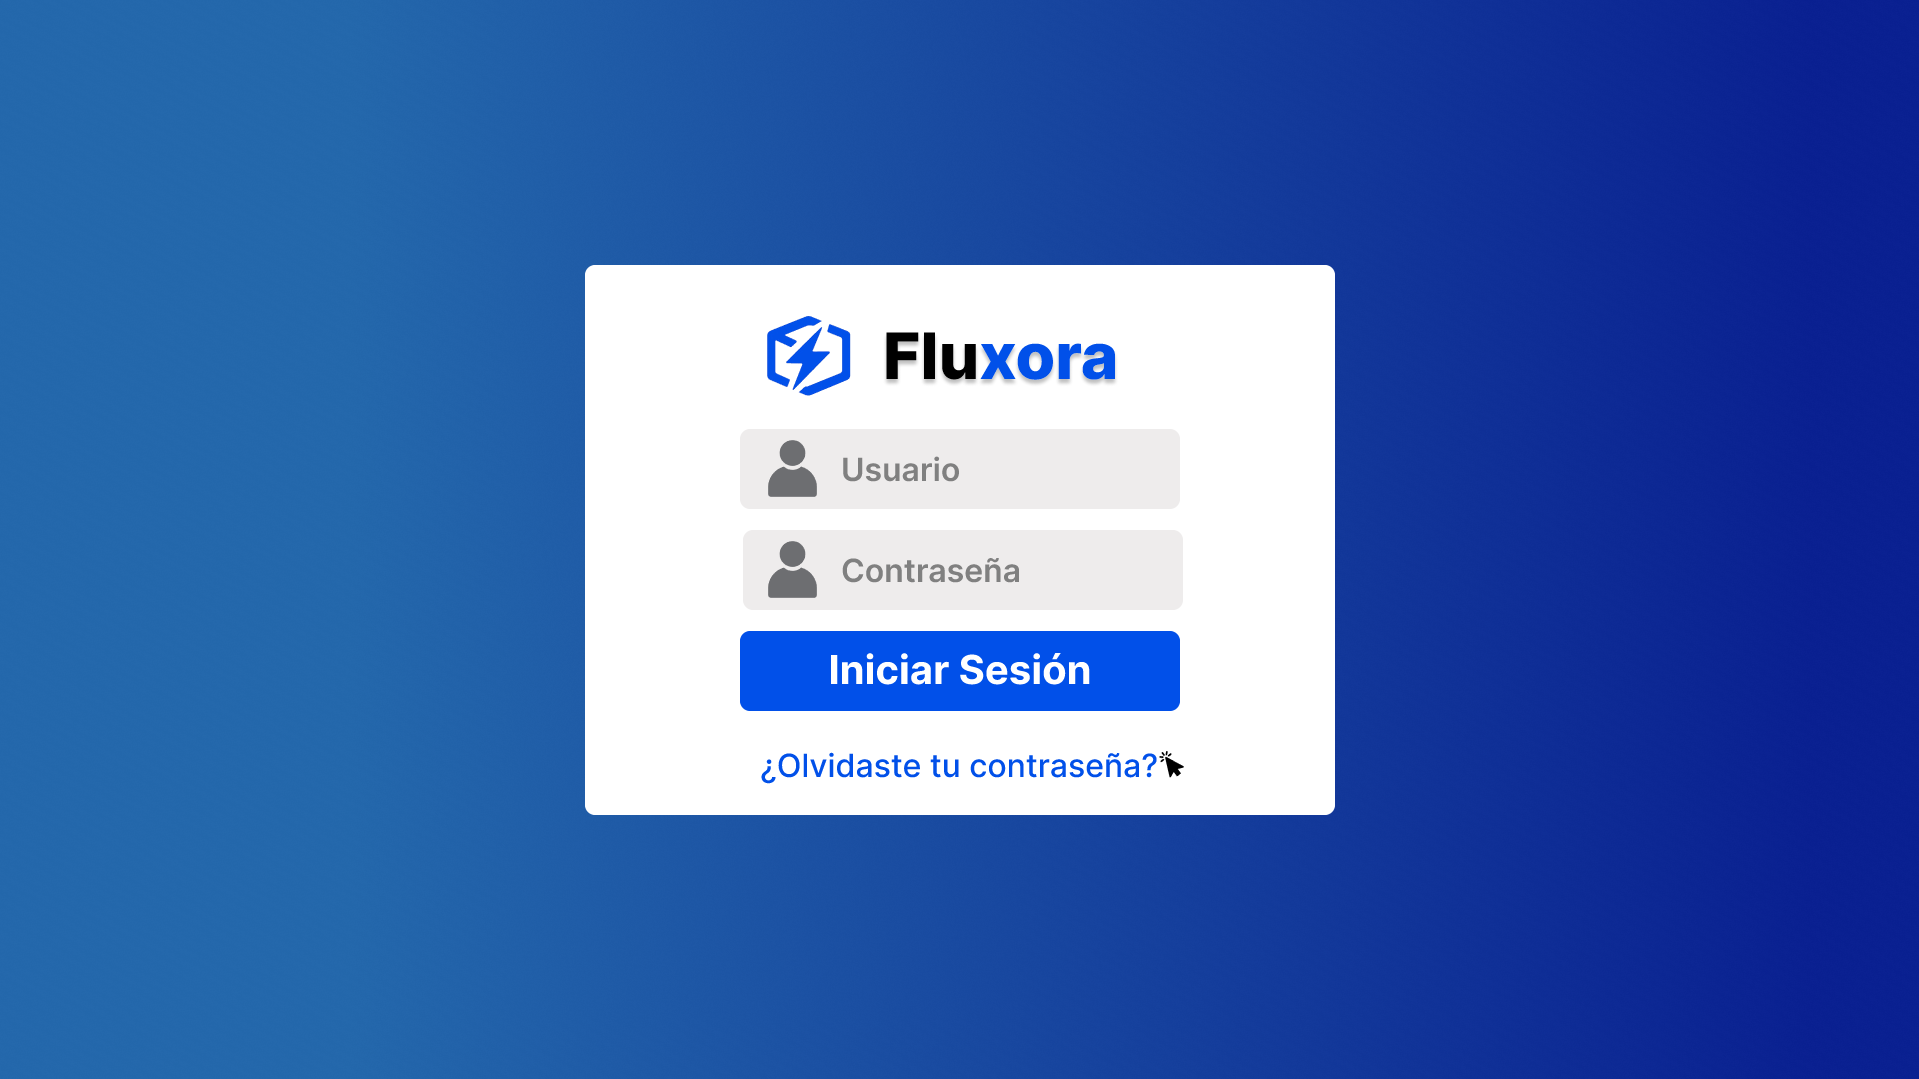 Fluxora
Usuario
Contraseña
Iniciar Sesión
¿Olvidaste tu contraseña?